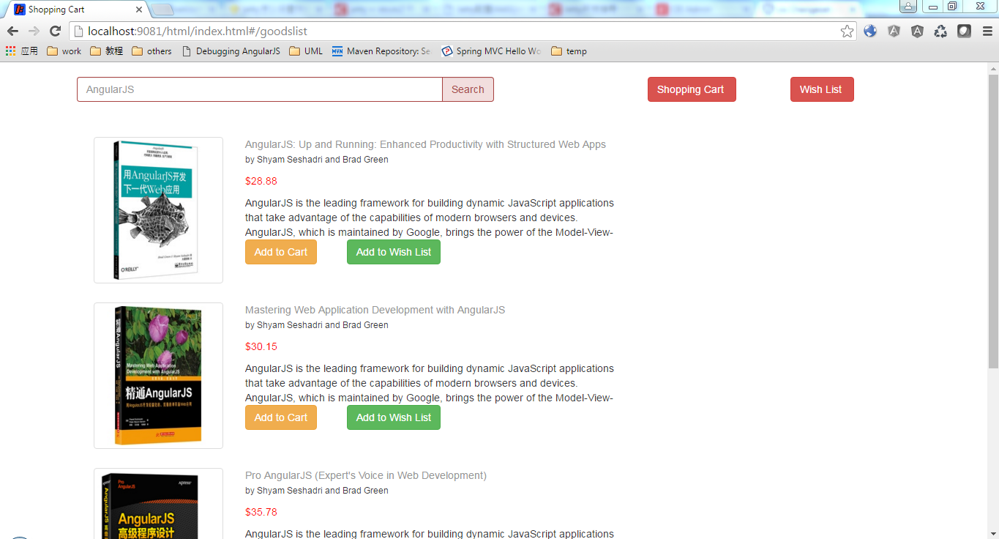 Shopping Cart
localhost:9081/html/index.html#/goodslist
应用 work 教程 others Debugging AngularJS UML Maven Repository: Se Spring MVC Hello Wo temp
AngularJS Search Shopping Cart Wish List
AngularJS: Up and Running: Enhanced Productivity with Structured Web Apps
by Shyam Seshadri and Brad Green
$28.88
AngularJS is the leading framework for building dynamic JavaScript applications
that take advantage of the capabilities of modern browsers and devices.
AngularJS, which is maintained by Google, brings the power of the Model-View-
Add to Cart Add to Wish List
用AngularJS开发
下一代Web应用
O'REILLY
Mastering Web Application Development with AngularJS
by Shyam Seshadri and Brad Green
$30.15
AngularJS is the leading framework for building dynamic JavaScript applications
that take advantage of the capabilities of modern browsers and devices.
AngularJS, which is maintained by Google, brings the power of the Model-View-
Add to Cart Add to Wish List
精通AngularJS
Mastering Web Application
Development with AngularJS
精通AngularJS
Pro AngularJS (Expert's Voice in Web Development)
by Shyam Seshadri and Brad Green
$35.78
AngularJS is the leading framework for building dynamic JavaScript applications
Pro
AngularJS
Apress
AngularJS
高级程序设计